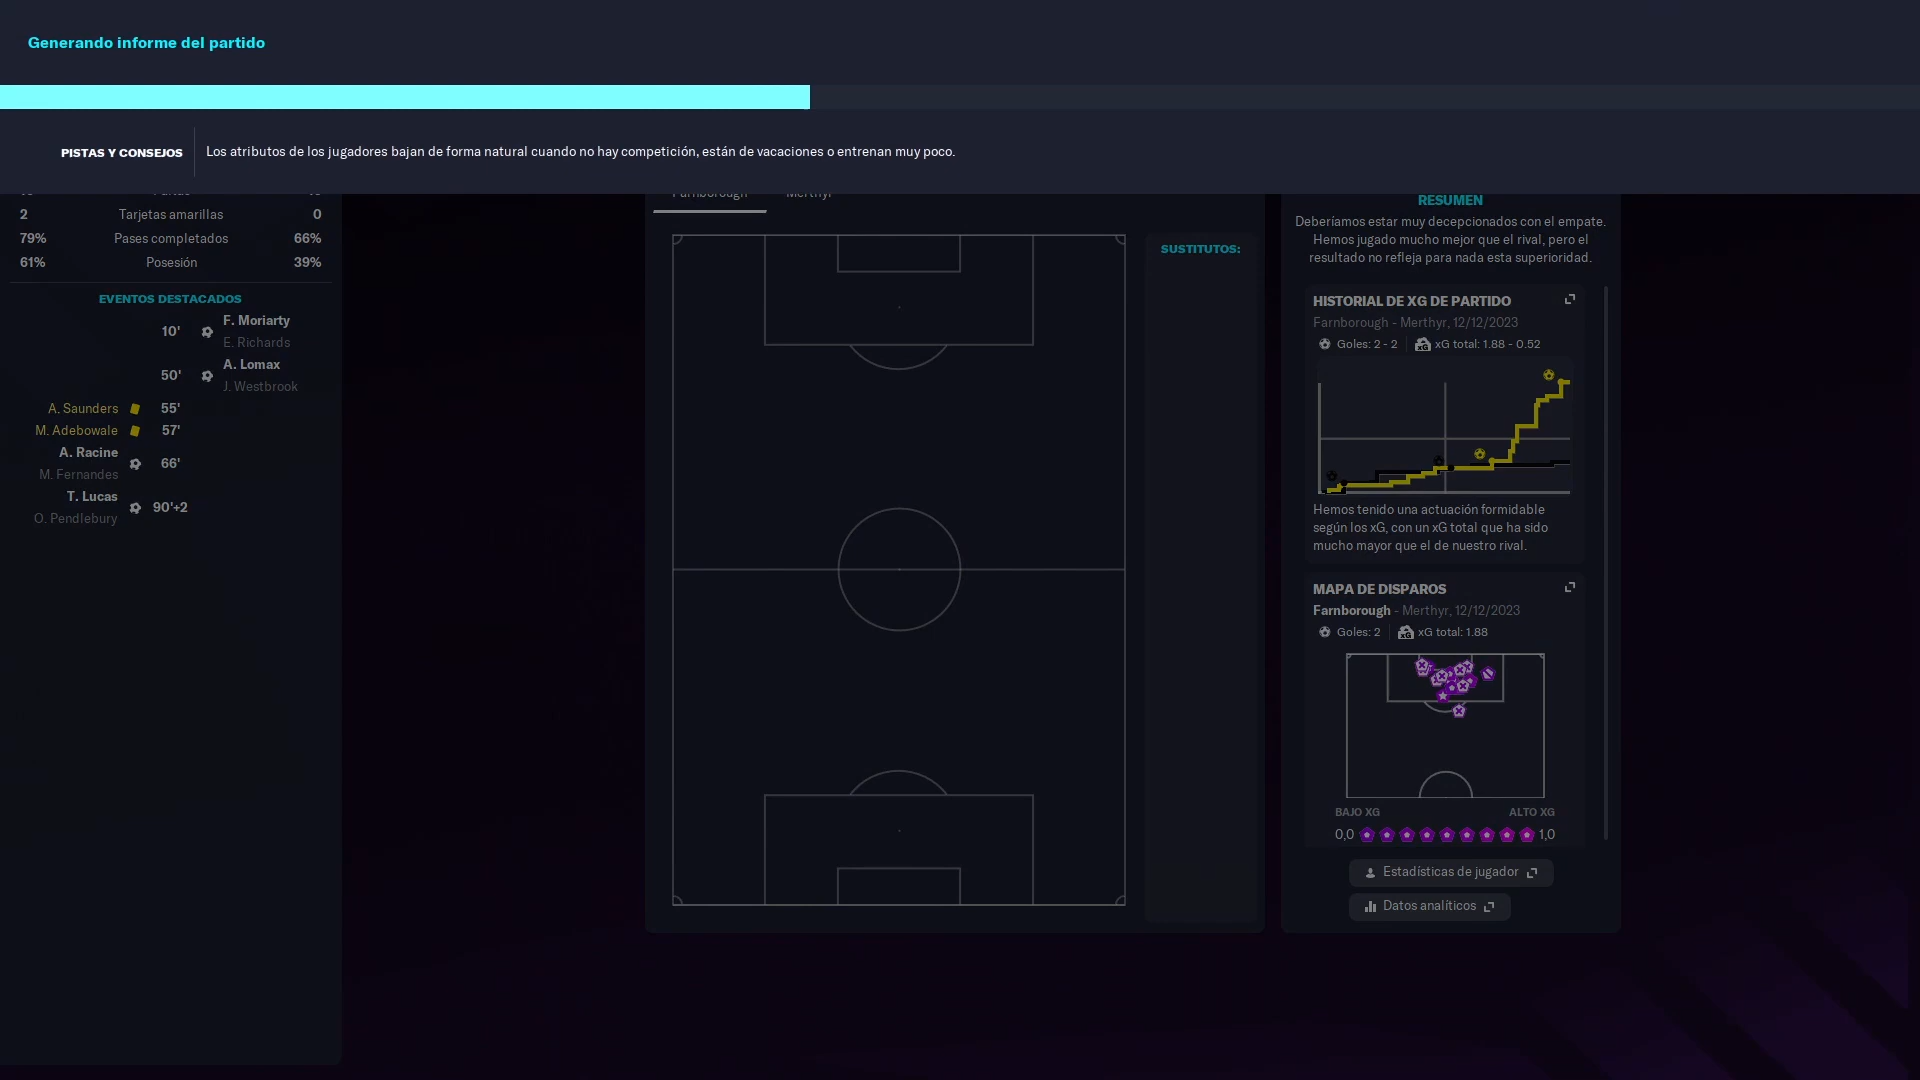 Generando informe del partido
PISTAS Y CONSEJOS
Los atributos de los jugadores bajan de forma natural cuando no hay competición, están de vacaciones o entrenan muy poco.
2 Tarjetas amarillas 0
79% Pases completados 66%
61% Posesión 39%
EVENTOS DESTACADOS
10' F. Moriarty
E. Richards
50' A. Lomax
J. Westbrook
A. Saunders 55'
M. Adebowale 57'
A. Racine 66'
M. Fernandes
T. Lucas 90'+2
O. Pendlebury
Farnborough Merthyr
SUSTITUTOS:
RESUMEN
Deberíamos estar muy decepcionados con el empate.
Hemos jugado mucho mejor que el rival, pero el
resultado no refleja para nada esta superioridad.
HISTORIAL DE XG DE PARTIDO
Farnborough - Merthyr, 12/12/2023
Goles: 2 - 2 xG total: 1.88 - 0.52
Hemos tenido una actuación formidable
según los xG, con un xG total que ha sido
mucho mayor que el de nuestro rival.
MAPA DE DISPAROS
Farnborough - Merthyr, 12/12/2023
Goles: 2 xG total: 1.88
BAJO XG ALTO XG
0,0 1,0
Estadísticas de jugador
Datos analíticos